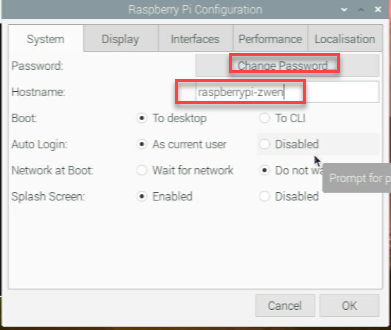 Raspberry Pi Configuration
System Display Interfaces Performance Localisation
Password: Change Password
Hostname: raspberrypi-zwen
Boot: To desktop To CLI
Auto Login: As current user Disabled
Network at Boot: Wait for network Do not wa
Prompt for p
Splash Screen: Enabled Disabled
Cancel OK